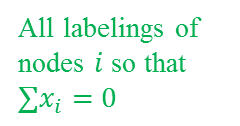 All labelings of
nodes i so that
∑xᵢ = 0